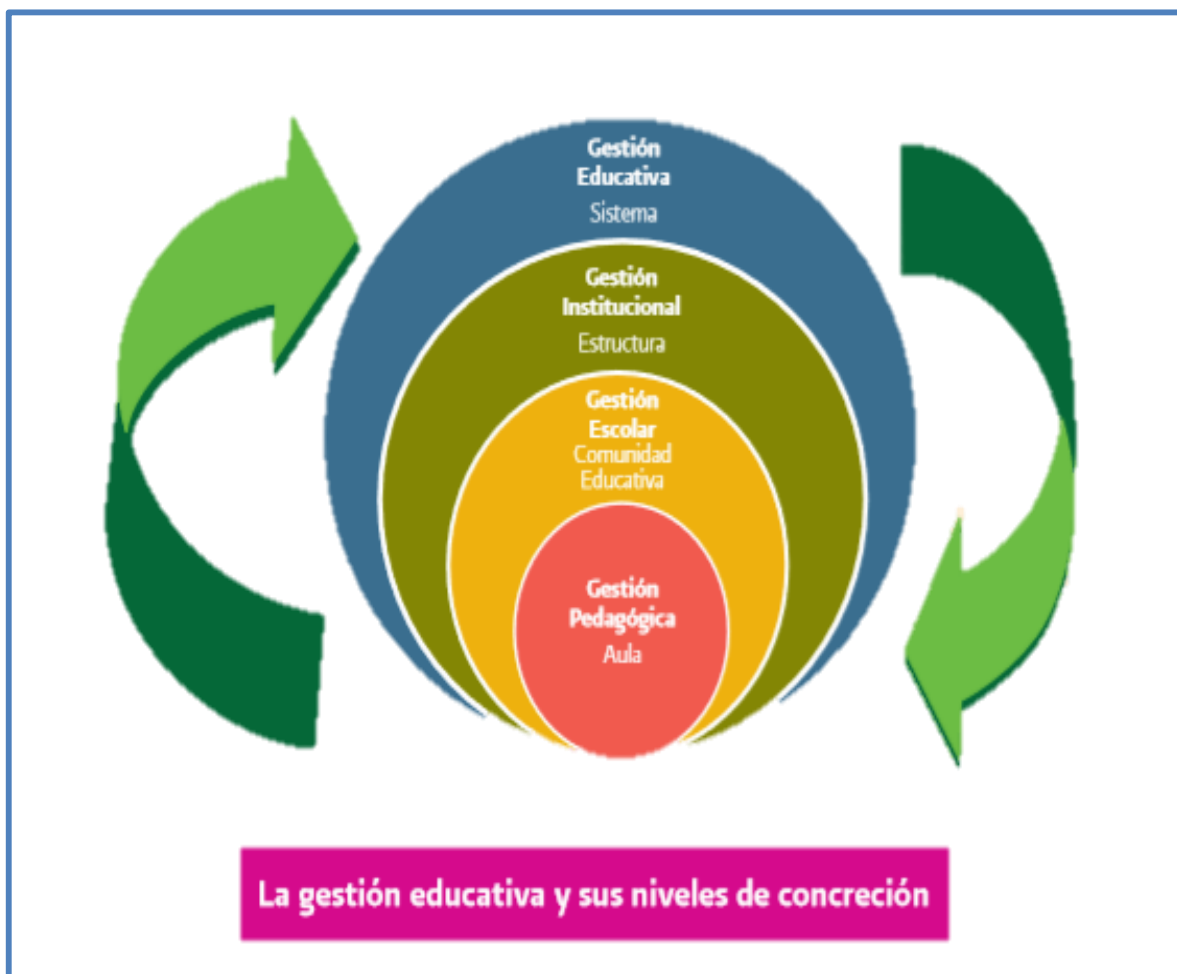 Gestión
Educativa
Sistema
Gestión
Institucional
Estructura
Gestión
Escolar
Comunidad
Educativa
Gestión
Pedagógica
Aula
La gestión educativa y sus niveles de concreción